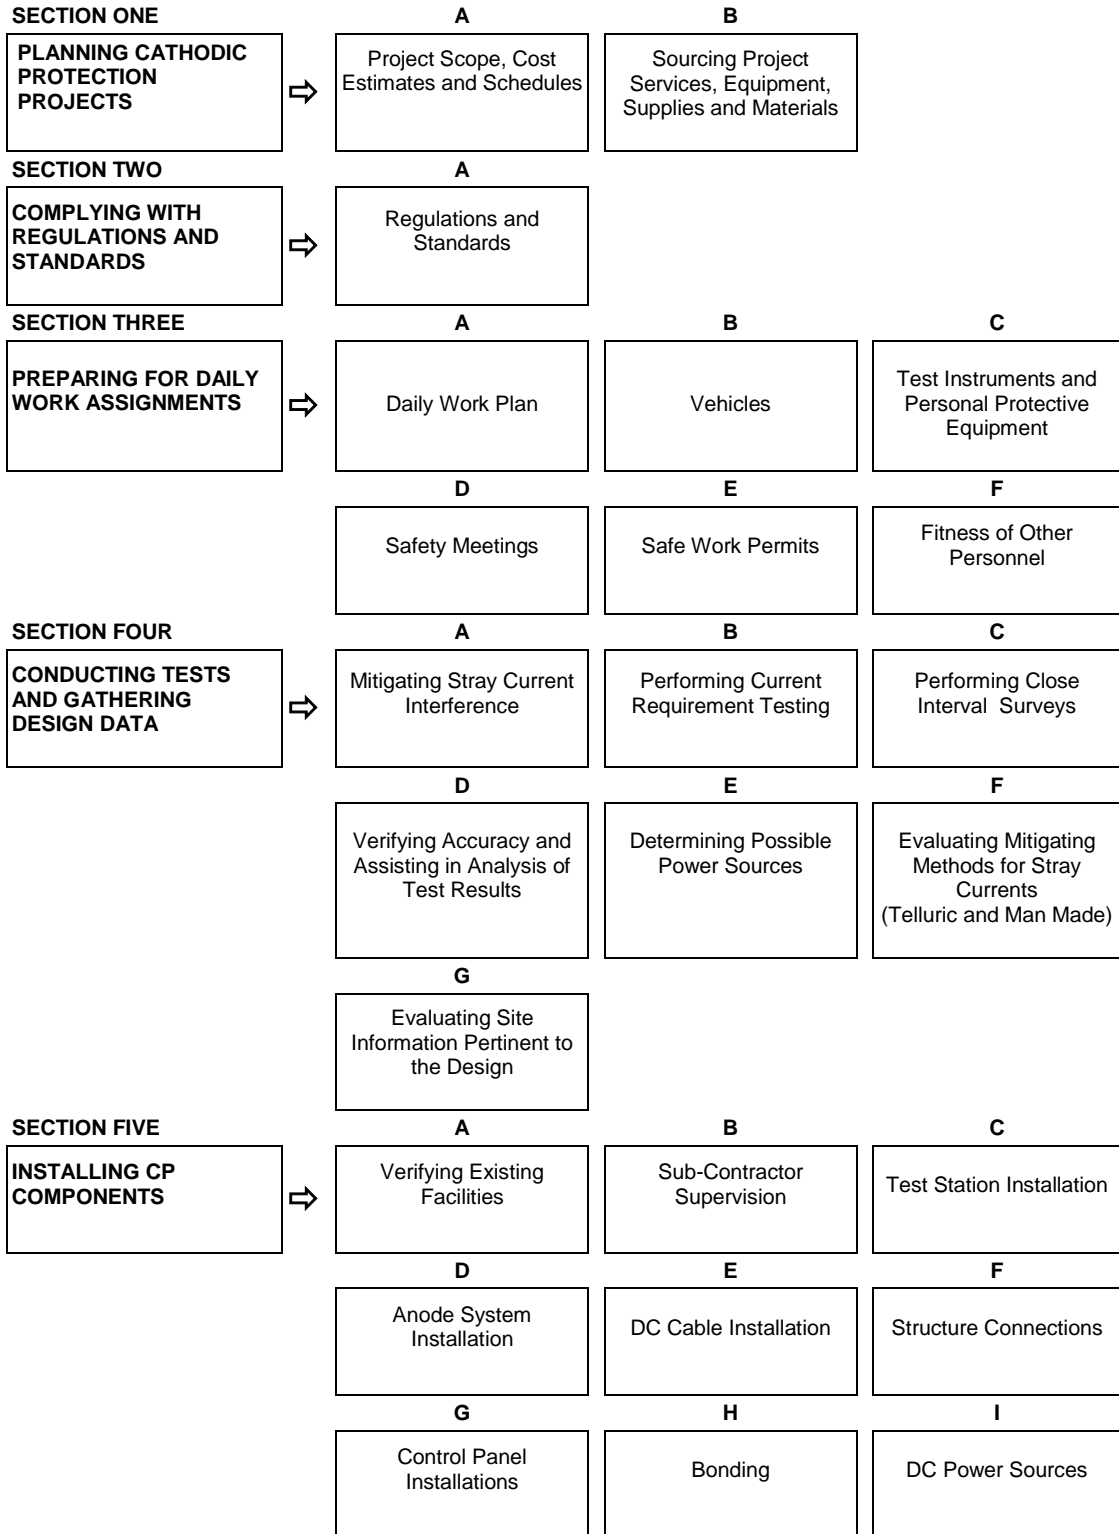 SECTION ONE
A
B
PLANNING CATHODIC
PROTECTION
PROJECTS
Project Scope, Cost
Estimates and Schedules
Sourcing Project
Services, Equipment,
Supplies and Materials
SECTION TWO
A
COMPLYING WITH
REGULATIONS AND
STANDARDS
Regulations and
Standards
SECTION THREE
A
B
C
PREPARING FOR DAILY
WORK ASSIGNMENTS
Daily Work Plan
Vehicles
Test Instruments and
Personal Protective
Equipment
D
E
F
Safety Meetings
Safe Work Permits
Fitness of Other
Personnel
SECTION FOUR
A
B
C
CONDUCTING TESTS
AND GATHERING
DESIGN DATA
Mitigating Stray Current
Interference
Performing Current
Requirement Testing
Performing Close
Interval Surveys
D
E
F
Verifying Accuracy and
Assisting in Analysis of
Test Results
Determining Possible
Power Sources
Evaluating Mitigating
Methods for Stray
Currents
(Telluric and Man Made)
G
Evaluating Site
Information Pertinent to
the Design
SECTION FIVE
A
B
C
INSTALLING CP
COMPONENTS
Verifying Existing
Facilities
Sub-Contractor
Supervision
Test Station Installation
D
E
F
Anode System
Installation
DC Cable Installation
Structure Connections
G
H
I
Control Panel
Installations
Bonding
DC Power Sources